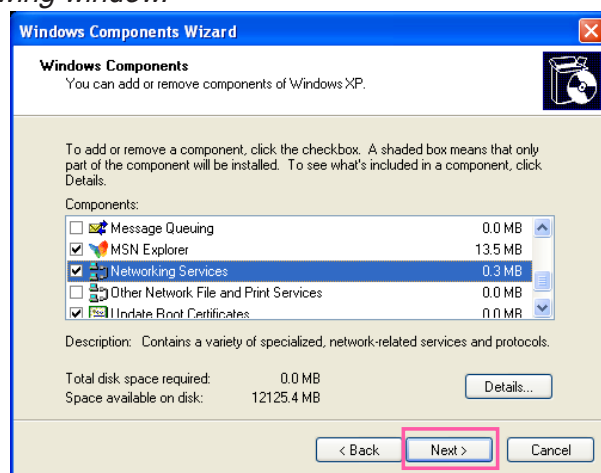 wing window.
Windows Components Wizard
Windows Components
You can add or remove components of Windows XP.
To add or remove a component, click the checkbox. A shaded box means that only
part of the component will be installed. To see what's included in a component, click
Details.
Components:
Message Queuing 0.0 MB
MSN Explorer 13.5 MB
Networking Services 0.3 MB
Other Network File and Print Services 0.0 MB
Update Root Certificates 0.0 MB
Description: Contains a variety of specialized, network-related services and protocols.
Total disk space required: 0.0 MB
Space available on disk: 12125.4 MB
Details...
< Back Next > Cancel